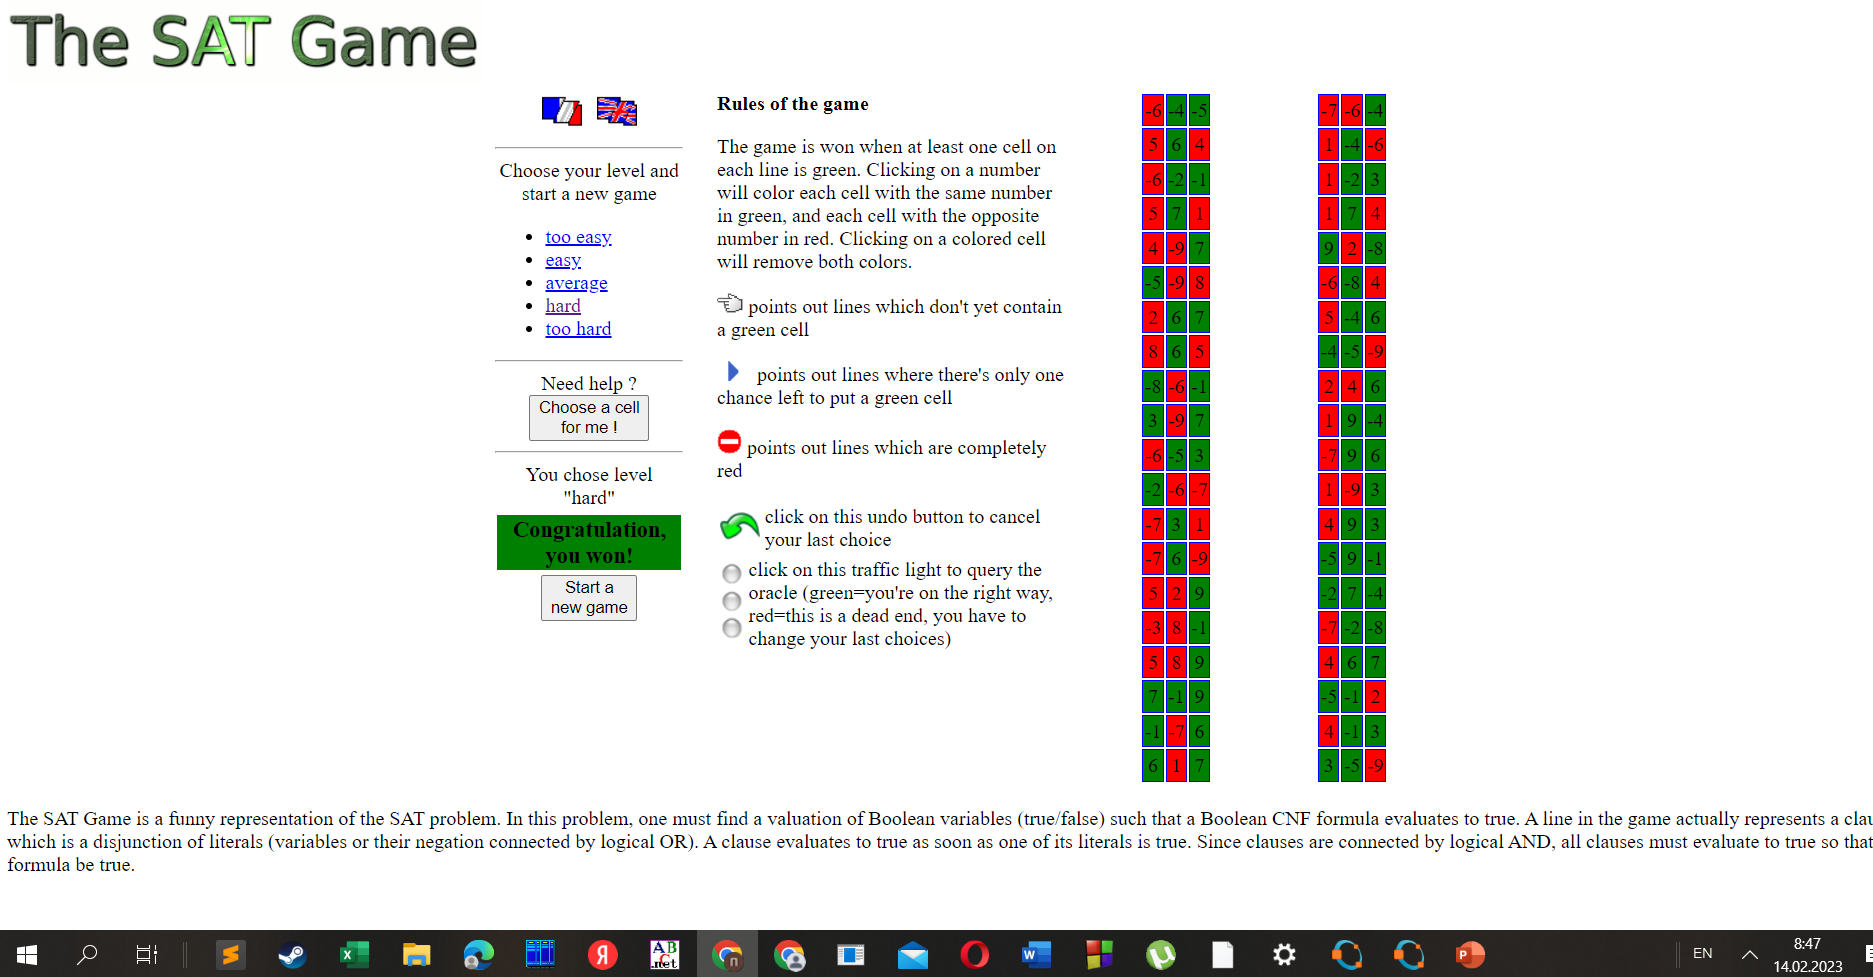 The SAT Game
Choose your level and
start a new game
too easy
easy
average
hard
too hard
Need help ?
Choose a cell
for me !
You chose level
"hard"
Congratulation,
you won!
Start a
new game
Rules of the game
The game is won when at least one cell on
each line is green. Clicking on a number
will color each cell with the same number
in green, and each cell with the opposite
number in red. Clicking on a colored cell
will remove both colors.
points out lines which don't yet contain
a green cell
points out lines where there's only one
chance left to put a green cell
points out lines which are completely
red
click on this undo button to cancel
your last choice
click on this traffic light to query the
oracle (green=you're on the right way,
red=this is a dead end, you have to
change your last choices)
-6 -4 -5
5 6 4
-6 -2 -1
5 7 1
4 -9 7
-5 -9 8
2 6 7
8 6 5
-8 -6 -1
3 -9 7
-6 -5 3
-2 -6 -7
-7 3 1
-7 6 -9
5 2 9
-3 8 -1
5 8 9
7 -1 9
-1 -7 6
6 1 7
-7 -6 -4
1 -4 -6
1 -2 3
1 7 4
9 2 -8
-6 -8 4
5 -4 6
-4 -5 -9
2 4 6
1 9 -4
-7 9 6
1 -9 3
4 9 3
-5 9 -1
-2 7 -4
-7 -2 -8
4 6 7
-5 -1 2
4 -1 3
3 -5 -9
The SAT Game is a funny representation of the SAT problem. In this problem, one must find a valuation of Boolean variables (true/false) such that a Boolean CNF formula evaluates to true. A line in the game actually represents a clau
which is a disjunction of literals (variables or their negation connected by logical OR). A clause evaluates to true as soon as one of its literals is true. Since clauses are connected by logical AND, all clauses must evaluate to true so that
formula be true.
X
Я
AB
.net
n
W
P
EN
8:47
14.02.2023